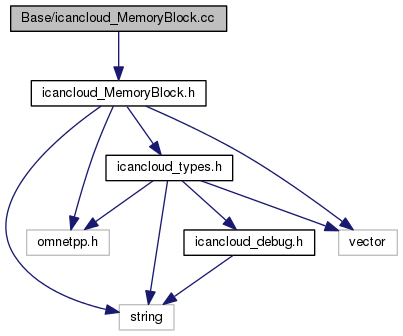 Base/icancloud_MemoryBlock.cc
icancloud_MemoryBlock.h
icancloud_types.h
omnetpp.h
icancloud_debug.h
vector
string